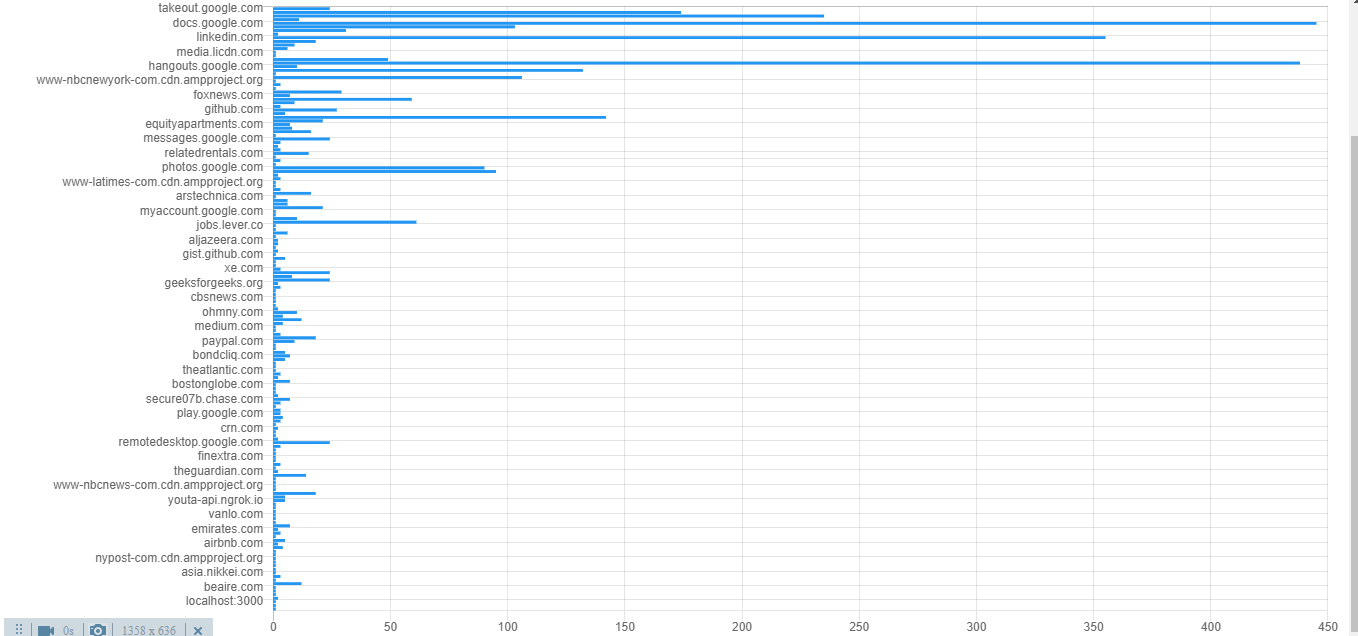 takeout.google.com
docs.google.com
linkedin.com
media.licdn.com
hangouts.google.com
www-nbcnewyork-com.cdn.ampproject.org
foxnews.com
github.com
equityapartments.com
messages.google.com
relatedrentals.com
photos.google.com
www-latimes-com.cdn.ampproject.org
arstechnica.com
myaccount.google.com
jobs.lever.co
aljazeera.com
gist.github.com
xe.com
geeksforgeeks.org
cbsnews.com
ohmny.com
medium.com
paypal.com
bondcliq.com
theatlantic.com
bostonglobe.com
secure07b.chase.com
play.google.com
crn.com
remotedesktop.google.com
finextra.com
theguardian.com
www-nbcnews-com.cdn.ampproject.org
youta-api.ngrok.io
vanlo.com
emirates.com
airbnb.com
nypost-com.cdn.ampproject.org
asia.nikkei.com
beaire.com
localhost:3000
0 50 100 150 200 250 300 350 400 450
0s 1358 x 636